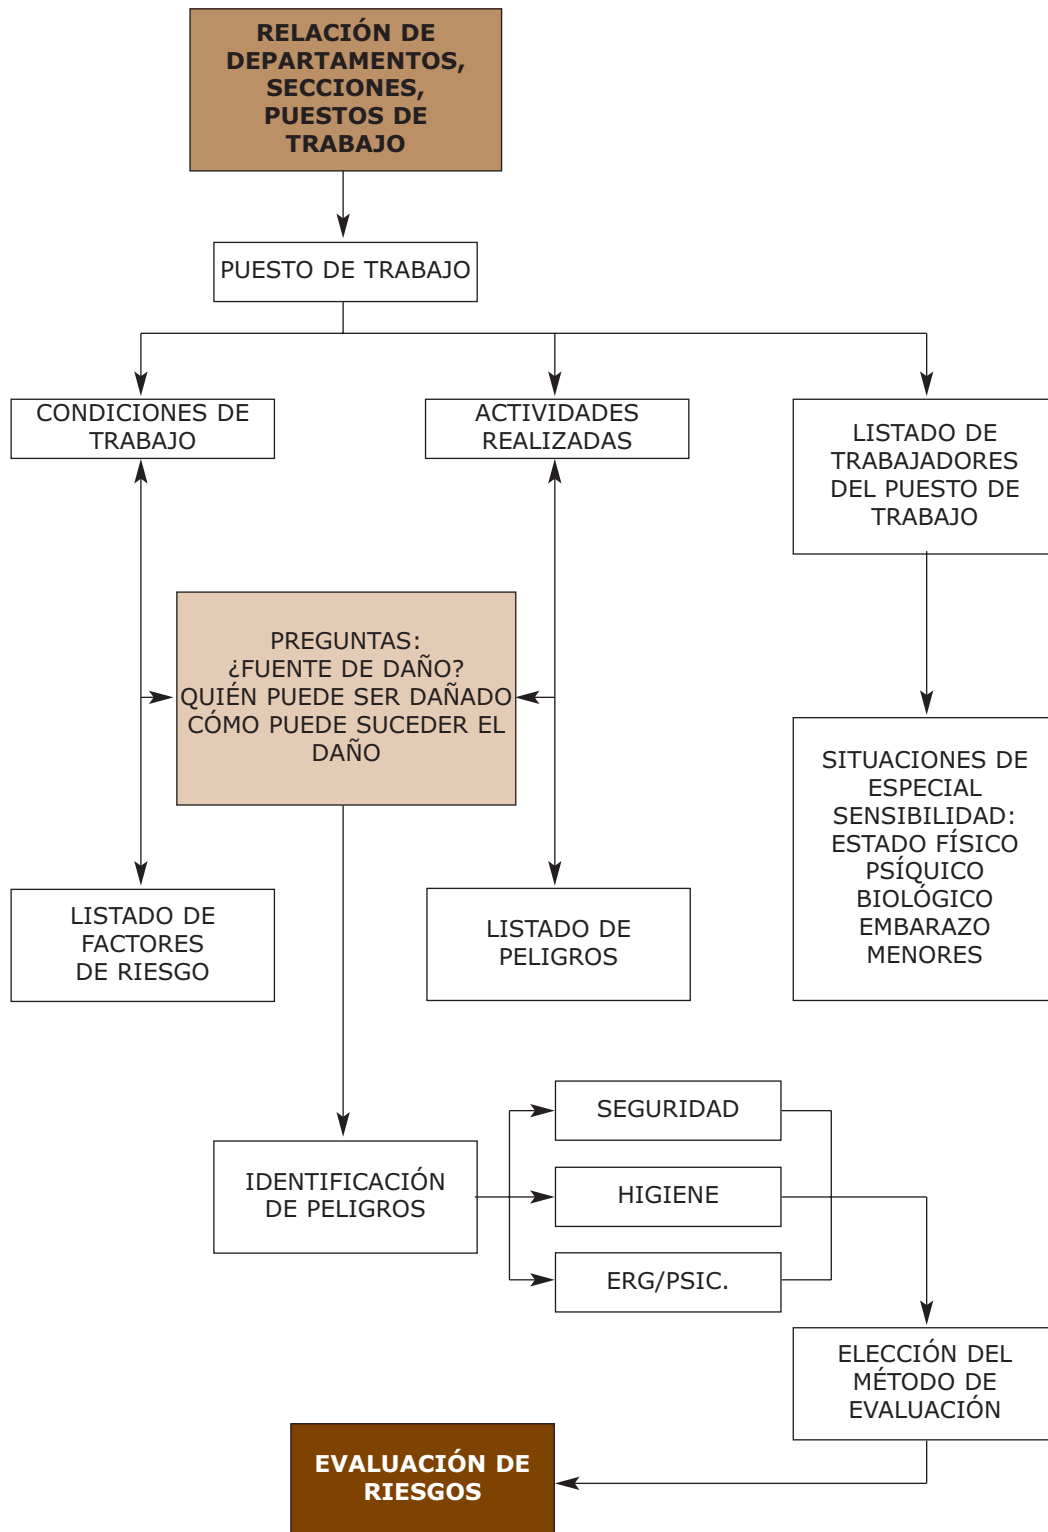 RELACIÓN DE
DEPARTAMENTOS,
SECCIONES,
PUESTOS DE
TRABAJO
PUESTO DE TRABAJO
CONDICIONES DE
TRABAJO
ACTIVIDADES
REALIZADAS
LISTADO DE
TRABAJADORES
DEL PUESTO DE
TRABAJO
PREGUNTAS:
¿FUENTE DE DAÑO?
QUIÉN PUEDE SER DAÑADO
CÓMO PUEDE SUCEDER EL
DAÑO
SITUACIONES DE
ESPECIAL
SENSIBILIDAD:
ESTADO FÍSICO
PSÍQUICO
BIOLÓGICO
EMBARAZO
MENORES
LISTADO DE
FACTORES
DE RIESGO
LISTADO DE
PELIGROS
IDENTIFICACIÓN
DE PELIGROS
SEGURIDAD
HIGIENE
ERG/PSIC.
ELECCIÓN DEL
MÉTODO DE
EVALUACIÓN
EVALUACIÓN DE
RIESGOS